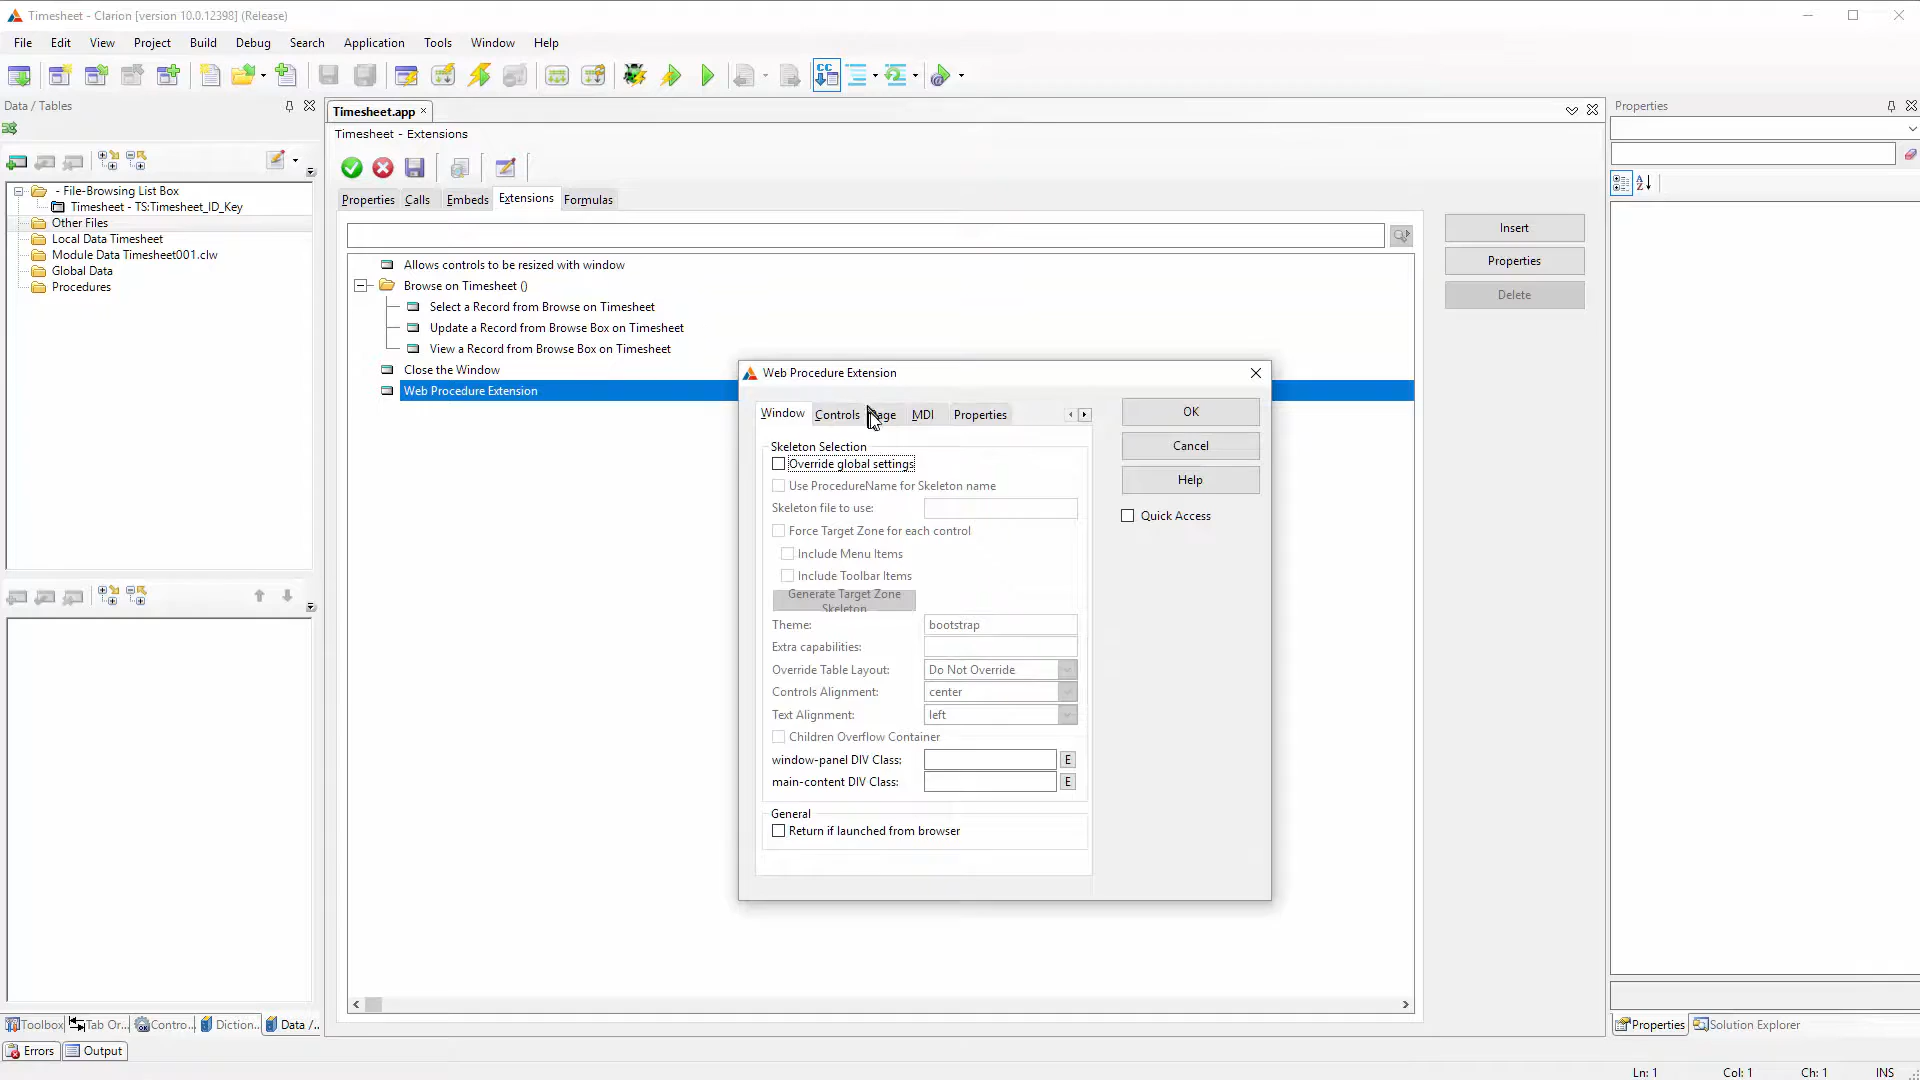 Timesheet - Clarion [version 10.0.12398] (Release)
File Edit View Project Build Debug Search Application Tools Window Help
Data / Tables
- File-Browsing List Box
Timesheet - TS:Timesheet_ID_Key
Other Files
Local Data Timesheet
Module Data Timesheet001.clw
Global Data
Procedures
Timesheet.app
Timesheet - Extensions
Properties Calls Embeds Extensions Formulas
Allows controls to be resized with window
Browse on Timesheet ()
Select a Record from Browse on Timesheet
Update a Record from Browse Box on Timesheet
View a Record from Browse Box on Timesheet
Close the Window
Web Procedure Extension
Insert
Properties
Delete
Web Procedure Extension
Window Controls MDI Properties
Skeleton Selection
Override global settings
Use ProcedureName for Skeleton name
Skeleton file to use:
Force Target Zone for each control
Include Menu Items
Include Toolbar Items
Generate Target Zone
Skeleton
Theme: bootstrap
Extra capabilities:
Override Table Layout: Do Not Override
Controls Alignment: center
Text Alignment: left
Children Overflow Container
window-panel DIV Class: E
main-content DIV Class: E
General
Return if launched from browser
OK
Cancel
Help
Quick Access
Properties
Toolbox Tab Or... Contro... Diction... Data /..
Properties Solution Explorer
Errors Output
Ln: 1 Col: 1 Ch: 1 INS